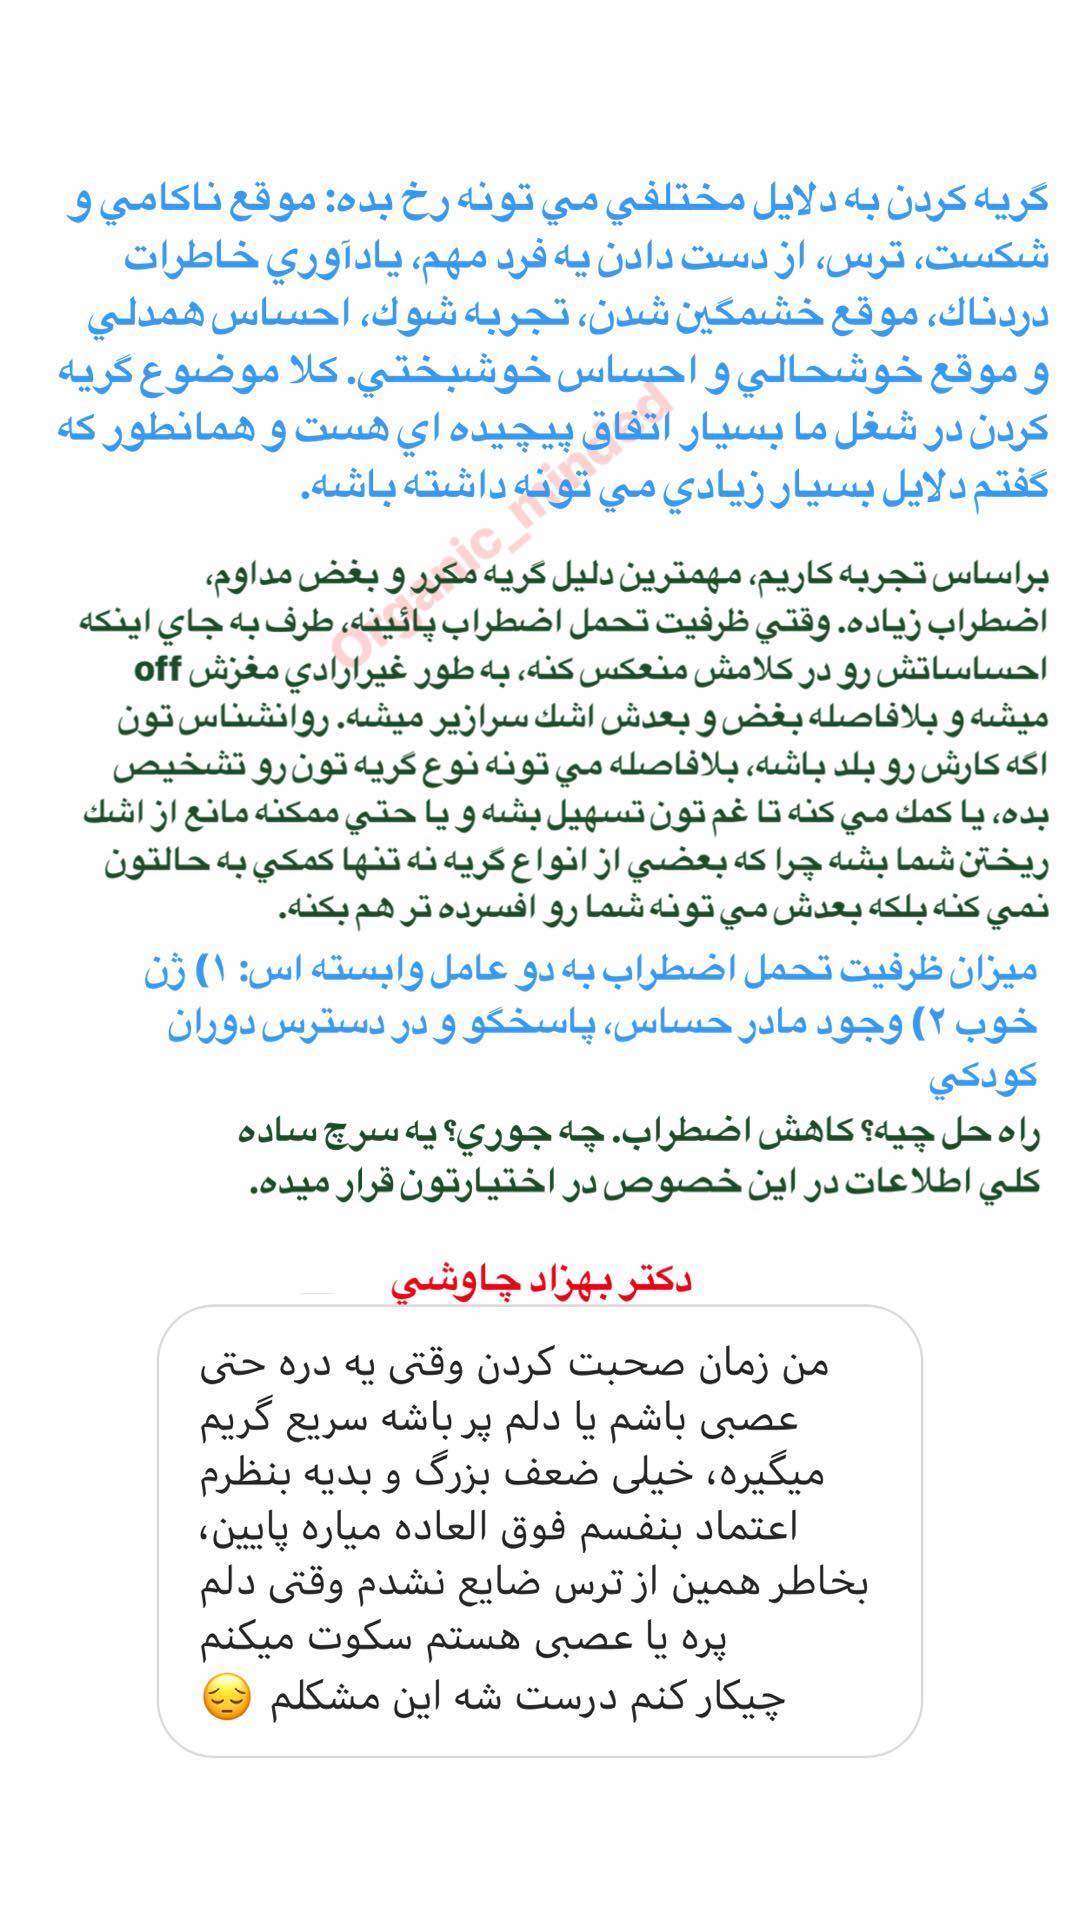 گريه كردن به دلايل مختلفي مي تونه رخ بده: موقع ناكامي و
شكست، ترس، از دست دادن يه فرد مهم، يادآوري خاطرات
دردناك، موقع خشمگين شدن، تجربه شوك، احساس همدلي
و موقع خوشحالي و احساس خوشبختي. كلا موضوع گريه
كردن در شغل ما بسيار اتفاق پيچيده اي هست و همانطور كه
گفتم دلايل بسيار زيادي مي تونه داشته باشه.
Organic_minded
براساس تجربه كاريم، مهمترين دليل گريه مكرر و بغض مداوم،
اضطراب زياده. وقتي ظرفيت تحمل اضطراب پائينه، طرف به جاي اينكه
احساساتش رو در كلامش منعكس كنه، به طور غيرارادي مغزش off
ميشه و بلافاصله بغض و بعدش اشك سرازير ميشه. روانشناس تون
اگه كارش رو بلد باشه، بلافاصله مي تونه نوع گريه تون رو تشخيص
بده، يا كمك مي كنه تا غم تون تسهيل بشه و يا حتي ممكنه مانع از اشك
ريختن شما بشه چرا كه بعضي از انواع گريه نه تنها كمكي به حالتون
نمي كنه بلكه بعدش مي تونه شما رو افسرده تر هم بكنه.
ميزان ظرفيت تحمل اضطراب به دو عامل وابسته اس: ۱) ژن
خوب ۲) وجود مادر حساس، پاسخگو و در دسترس دوران
كودكي
راه حل چيه؟ كاهش اضطراب. چه جوري؟ يه سرچ ساده
كلي اطلاعات در اين خصوص در اختيارتون قرار ميده.
دكتر بهزاد چاوشي
من زمان صحبت کردن وقتی یه دره حتی
عصبی باشم یا دلم پر باشه سریع گریم
میگیره، خیلی ضعف بزرگ و بدیه بنظرم
اعتماد بنفسم فوق العاده میاره پایین،
بخاطر همین از ترس ضایع نشدم وقتی دلم
پره یا عصبی هستم سکوت میکنم
چیکار کنم درست شه این مشکلم 😔